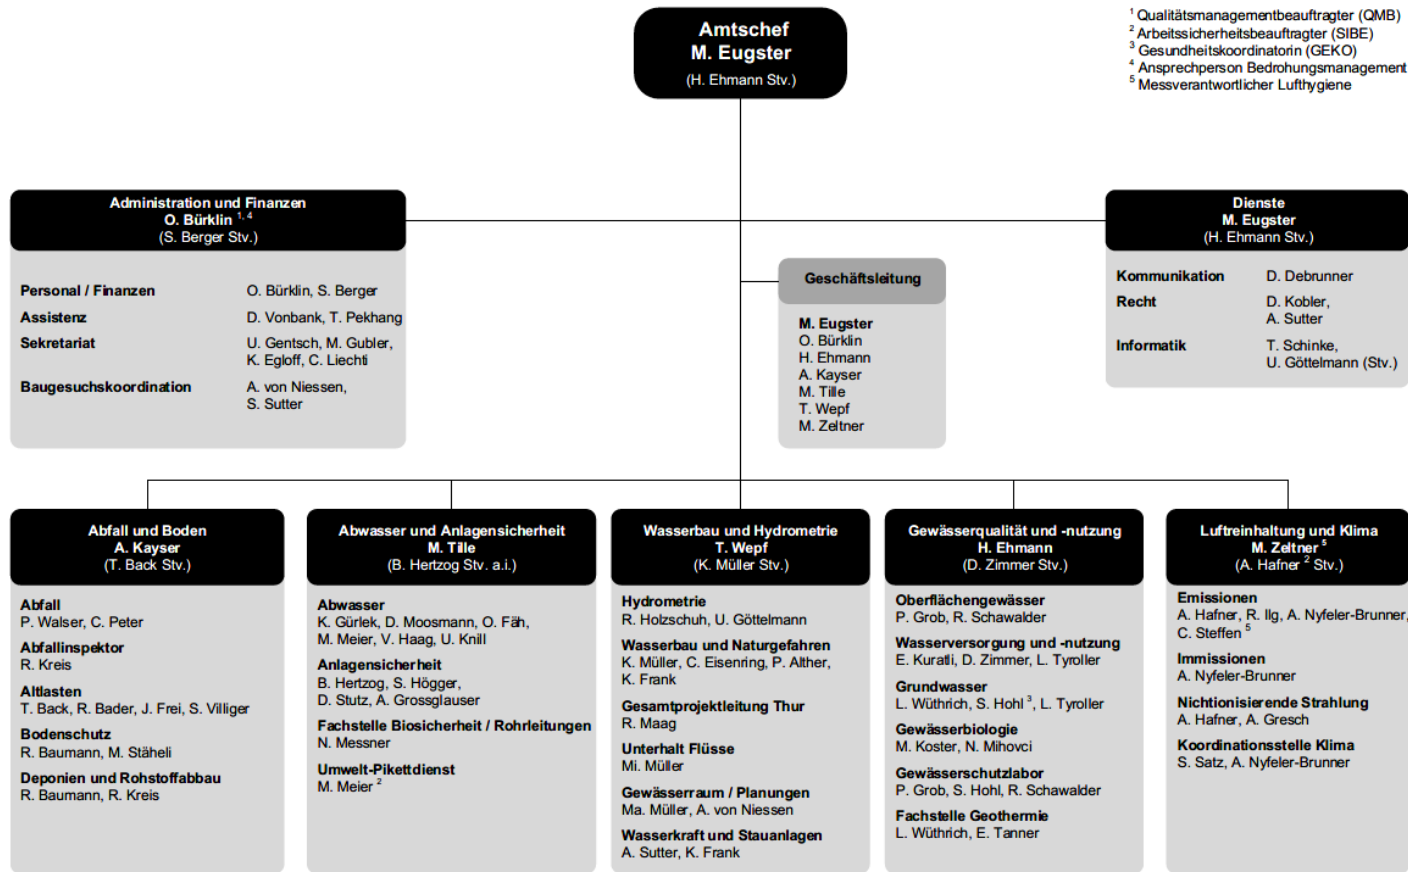 Amtschef
M. Eugster
(H. Ehmann Stv.)
¹ Qualitätsmanagementbeauftragter (QMB)
² Arbeitssicherheitsbeauftragter (SIBE)
³ Gesundheitskoordinatorin (GEKO)
⁴ Ansprechperson Bedrohungsmanagement
⁵ Messverantwortlicher Lufthygiene
Administration und Finanzen
O. Bürklin ¹, ⁴
(S. Berger Stv.)
Personal / Finanzen O. Bürklin, S. Berger
Assistenz D. Vonbank, T. Pekhang
Sekretariat U. Gentsch, M. Gubler,
K. Egloff, C. Liechti
Baugesuchskoordination A. von Niessen,
S. Sutter
Geschäftsleitung
M. Eugster
O. Bürklin
H. Ehmann
A. Kayser
M. Tille
T. Wepf
M. Zeltner
Dienste
M. Eugster
(H. Ehmann Stv.)
Kommunikation D. Debrunner
Recht D. Kobler,
A. Sutter
Informatik T. Schinke,
U. Göttelmann (Stv.)
Abfall und Boden
A. Kayser
(T. Back Stv.)
Abfall
P. Walser, C. Peter
Abfallinspektor
R. Kreis
Altlasten
T. Back, R. Bader, J. Frei, S. Villiger
Bodenschutz
R. Baumann, M. Stäheli
Deponien und Rohstoffabbau
R. Baumann, R. Kreis
Abwasser und Anlagensicherheit
M. Tille
(B. Hertzog Stv. a.i.)
Abwasser
K. Gürlek, D. Moosmann, O. Fäh,
M. Meier, V. Haag, U. Knill
Anlagensicherheit
B. Hertzog, S. Högger,
D. Stutz, A. Grossglauser
Fachstelle Biosicherheit / Rohrleitungen
N. Messner
Umwelt-Pikettdienst
M. Meier ²
Wasserbau und Hydrometrie
T. Wepf
(K. Müller Stv.)
Hydrometrie
R. Holzschuh, U. Göttelmann
Wasserbau und Naturgefahren
K. Müller, C. Eisenring, P. Alther,
K. Frank
Gesamtprojektleitung Thur
R. Maag
Unterhalt Flüsse
Mi. Müller
Gewässerraum / Planungen
Ma. Müller, A. von Niessen
Wasserkraft und Stauanlagen
A. Sutter, K. Frank
Gewässerqualität und -nutzung
H. Ehmann
(D. Zimmer Stv.)
Oberflächengewässer
P. Grob, R. Schawalder
Wasserversorgung und -nutzung
E. Kuratli, D. Zimmer, L. Tyroller
Grundwasser
L. Wüthrich, S. Hohl ³, L. Tyroller
Gewässerbiologie
M. Koster, N. Mihovci
Gewässerschutzlabor
P. Grob, S. Hohl, R. Schawalder
Fachstelle Geothermie
L. Wüthrich, E. Tanner
Luftreinhaltung und Klima
M. Zeltner ⁵
(A. Hafner ² Stv.)
Emissionen
A. Hafner, R. Ilg, A. Nyfeler-Brunner,
C. Steffen ⁵
Immissionen
A. Nyfeler-Brunner
Nichtionisierende Strahlung
A. Hafner, A. Gresch
Koordinationsstelle Klima
S. Satz, A. Nyfeler-Brunner